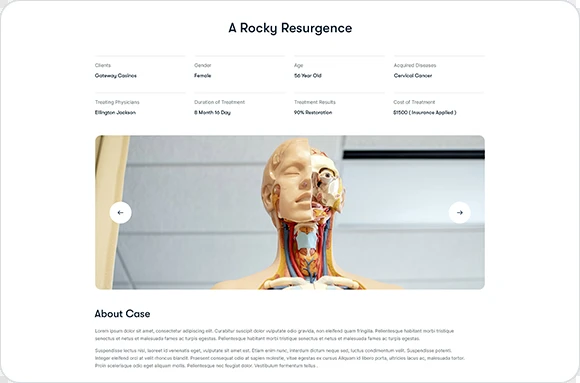 A Rocky Resurgence
Clients
Gender
Age
Acquired Diseases
Gateway Casinos
Female
56 Year Old
Cervical Cancer
Treating Physicians
Duration of Treatment
Treatment Results
Cost of Treatment
Ellington Jackson
8 Month 16 Day
90% Restoration
$1500 ( Insurance Applied )
About Case
Lorem ipsum dolor sit amet, consectetur adipiscing elit. Curabitur suscipit dolor vulputate odio gravida, non eleifend quam fringilla. Pellentesque habitant morbi tristique
senectus et netus et malesuada fames ac turpis egestas. Pellentesque habitant morbi tristique senectus et netus et malesuada fames ac turpis egestas.
Suspendisse lectus nisi, laoreet id venenatis eget, vulputate sit amet est. Etiam enim nunc, interdum dictum neque sed, luctus condimentum velit. Suspendisse potenti.
Integer eleifend orci at velit rhoncus blandit. Praesent consequat odio at sapien molestie, vitae egestas ex cursus Aliquam id libero porta, ultricies lacus ac, malesuada tortor.
Proin scelerisque odio eget aliquam mollis. Pellentesque nec feugiat dolor. Vestibulum fermentum tellus .